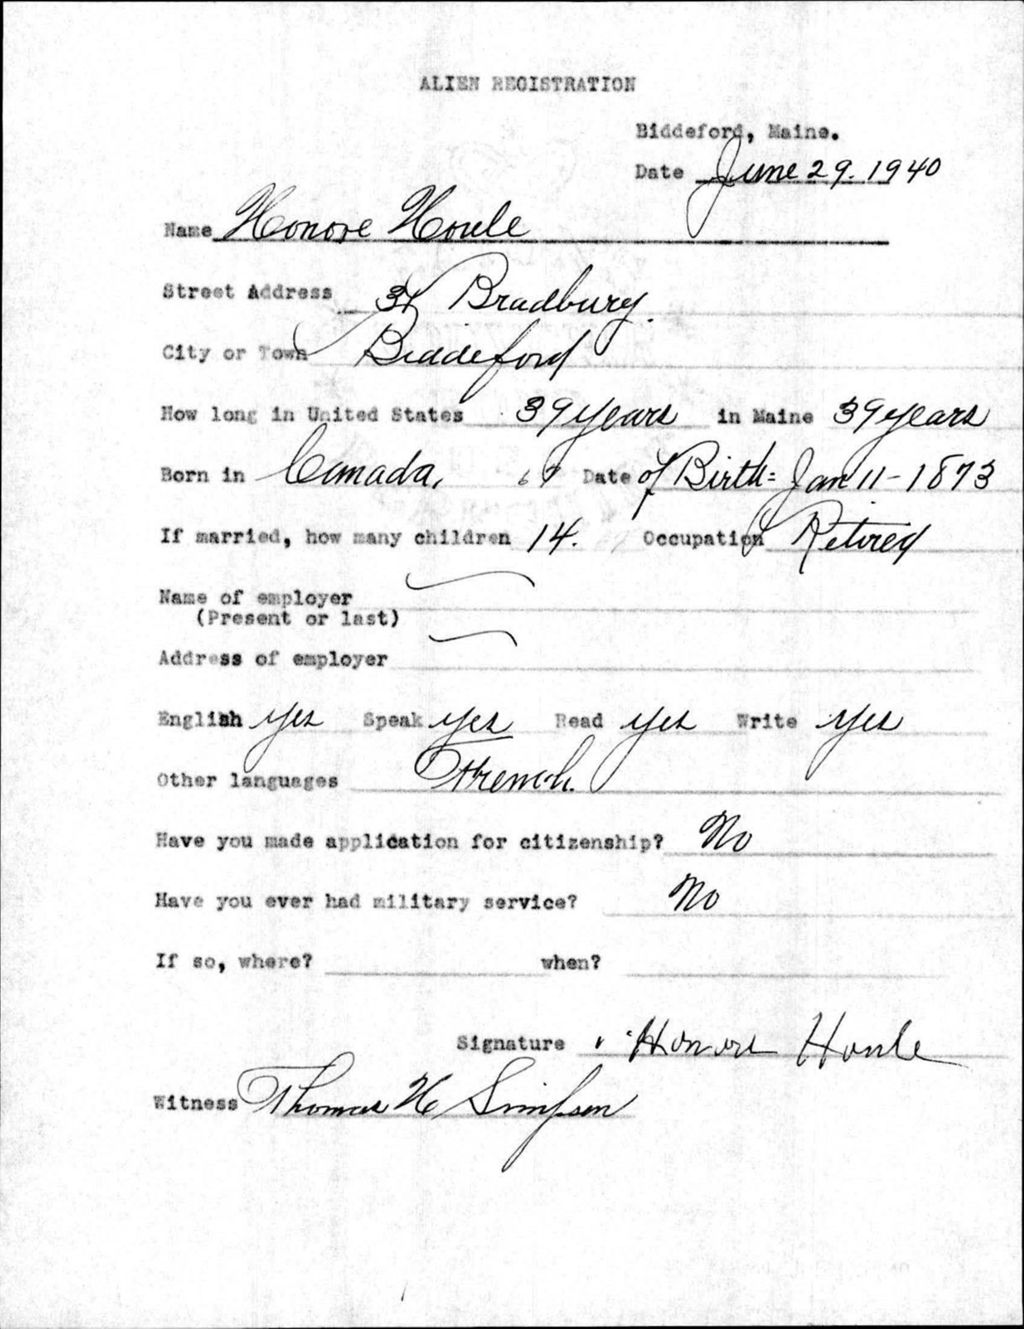 ALIEN REGISTRATION
Biddeford, Maine.
Date June 29. 1940
Name Honore Houle
Street Address Bradbury
City or Town Biddeford
How long in United States 39 years in Maine 39 years
Born in Canada, 67 Date of Birth: Jan 11 - 1873
If married, how many children 14. Occupation Retired
Name of employer
(Present or last)
Address of employer
English yes Speak yes Read yes Write yes
Other languages French.
Have you made application for citizenship? No
Have you ever had military service? No
If so, where? when?
Signature Honore Houle
Witness Thomas H Simpson